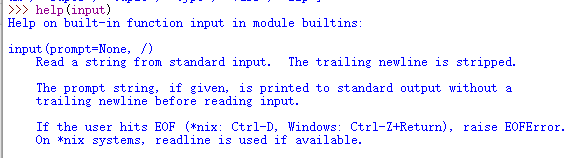 >>> help(input)
Help on built-in function input in module builtins:
input(prompt=None, /)
Read a string from standard input.  The trailing newline is stripped.
The prompt string, if given, is printed to standard output without a
trailing newline before reading input.
If the user hits EOF (*nix: Ctrl-D, Windows: Ctrl-Z+Return), raise EOFError.
On *nix systems, readline is used if available.